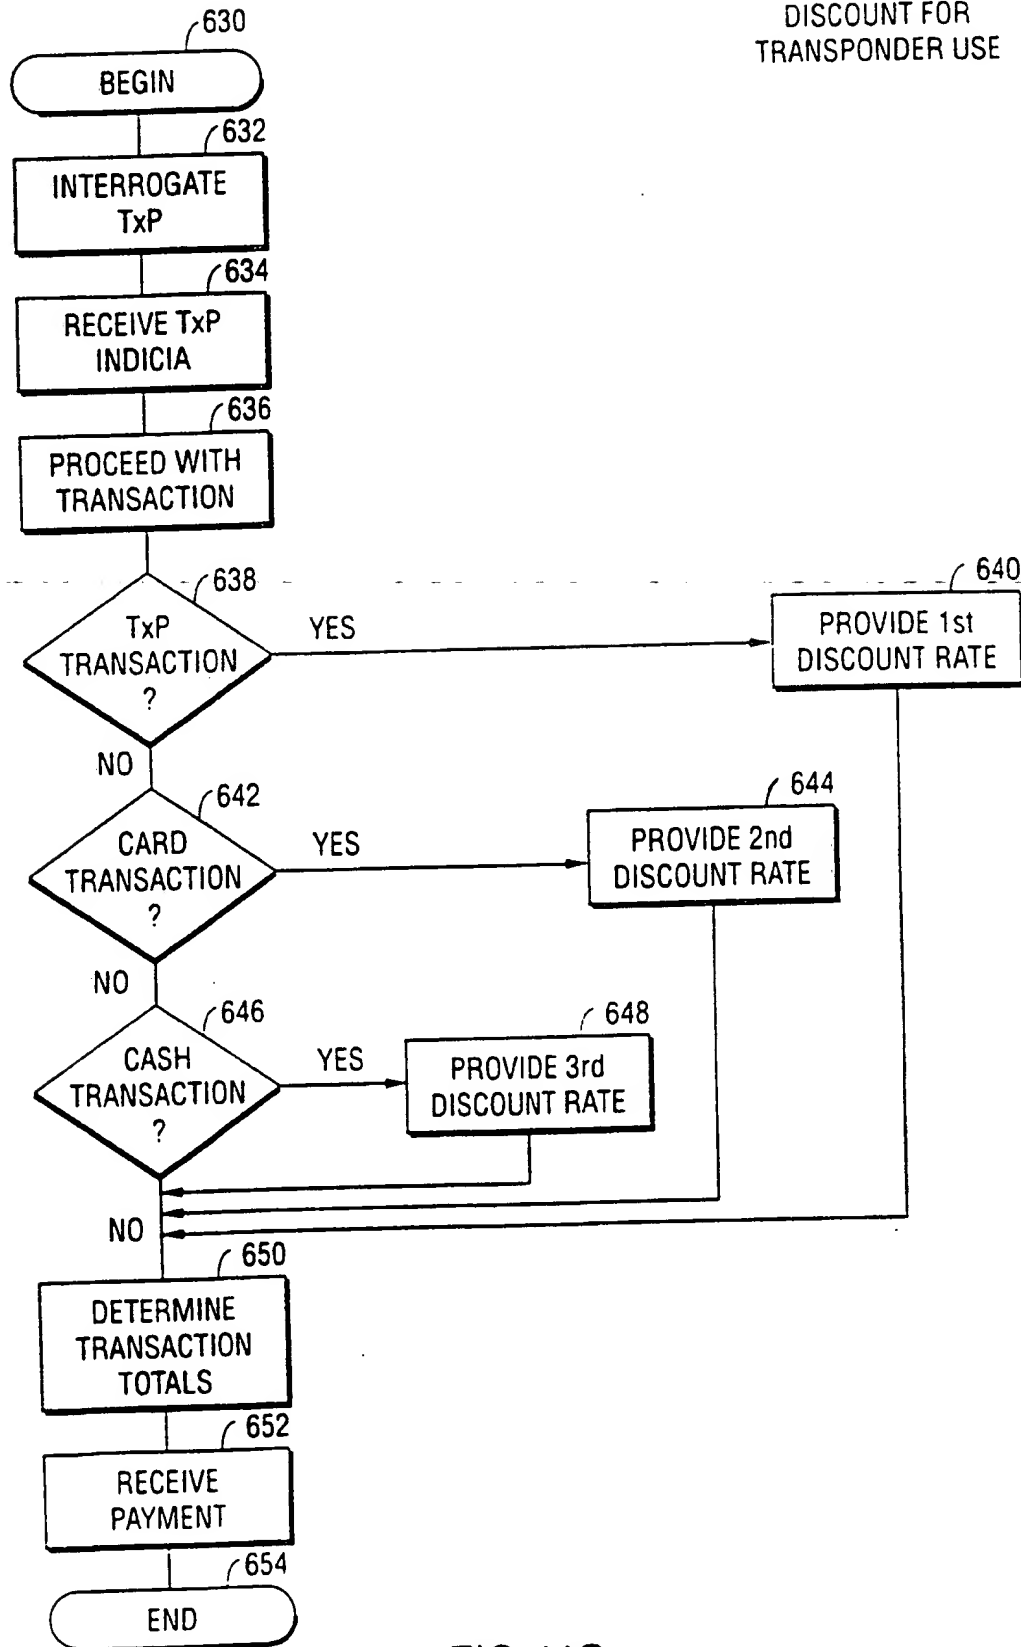 DISCOUNT FOR
TRANSPONDER USE
630
BEGIN
632
INTERROGATE
TxP
634
RECEIVE TxP
INDICIA
636
PROCEED WITH
TRANSACTION
638
TxP
TRANSACTION
?
YES
640
PROVIDE 1st
DISCOUNT RATE
NO
642
CARD
TRANSACTION
?
YES
644
PROVIDE 2nd
DISCOUNT RATE
NO
646
CASH
TRANSACTION
?
YES
648
PROVIDE 3rd
DISCOUNT RATE
NO
650
DETERMINE
TRANSACTION
TOTALS
652
RECEIVE
PAYMENT
654
END